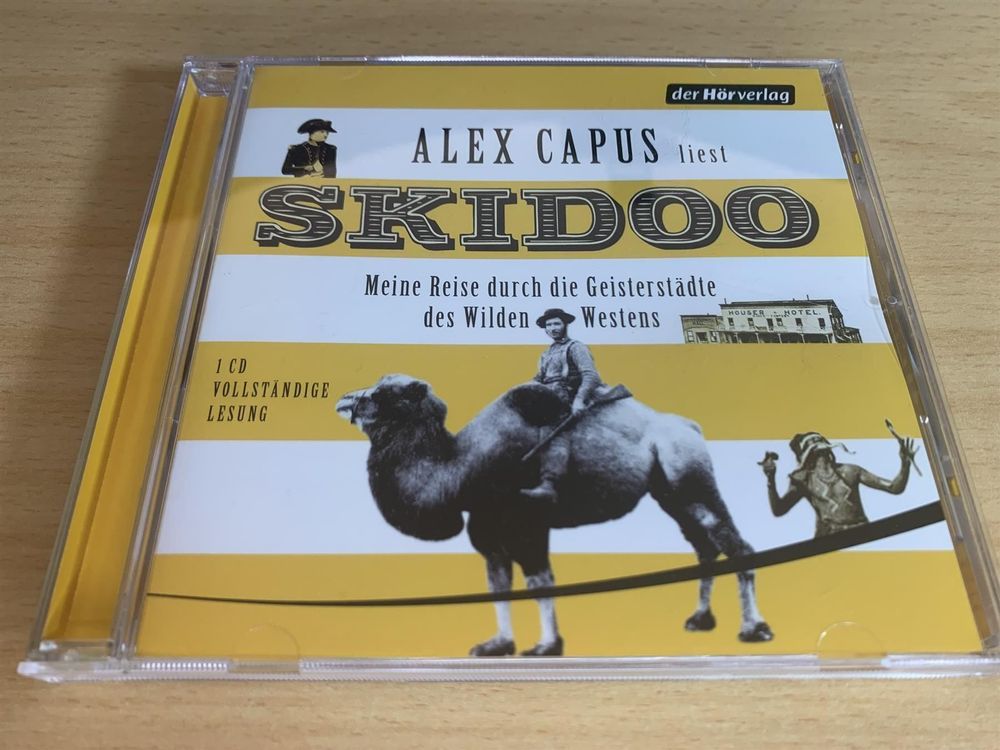 der Hörverlag
ALEX CAPUS liest
SKIDOO
Meine Reise durch die Geisterstädte
des Wilden Westens
HOUSER HOTEL
1 CD
VOLLSTÄNDIGE
LESUNG